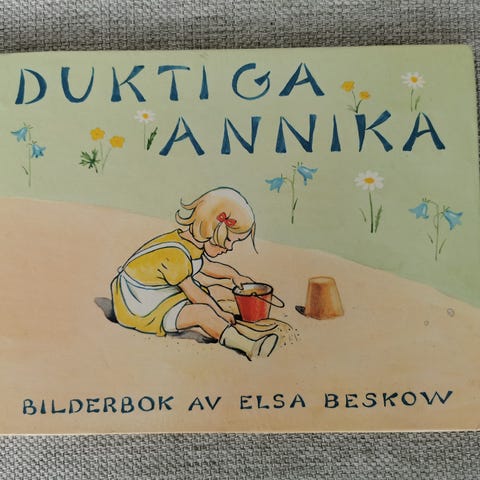 DUKTIGA
ANNIKA
BILDERBOK AV ELSA BESKOW